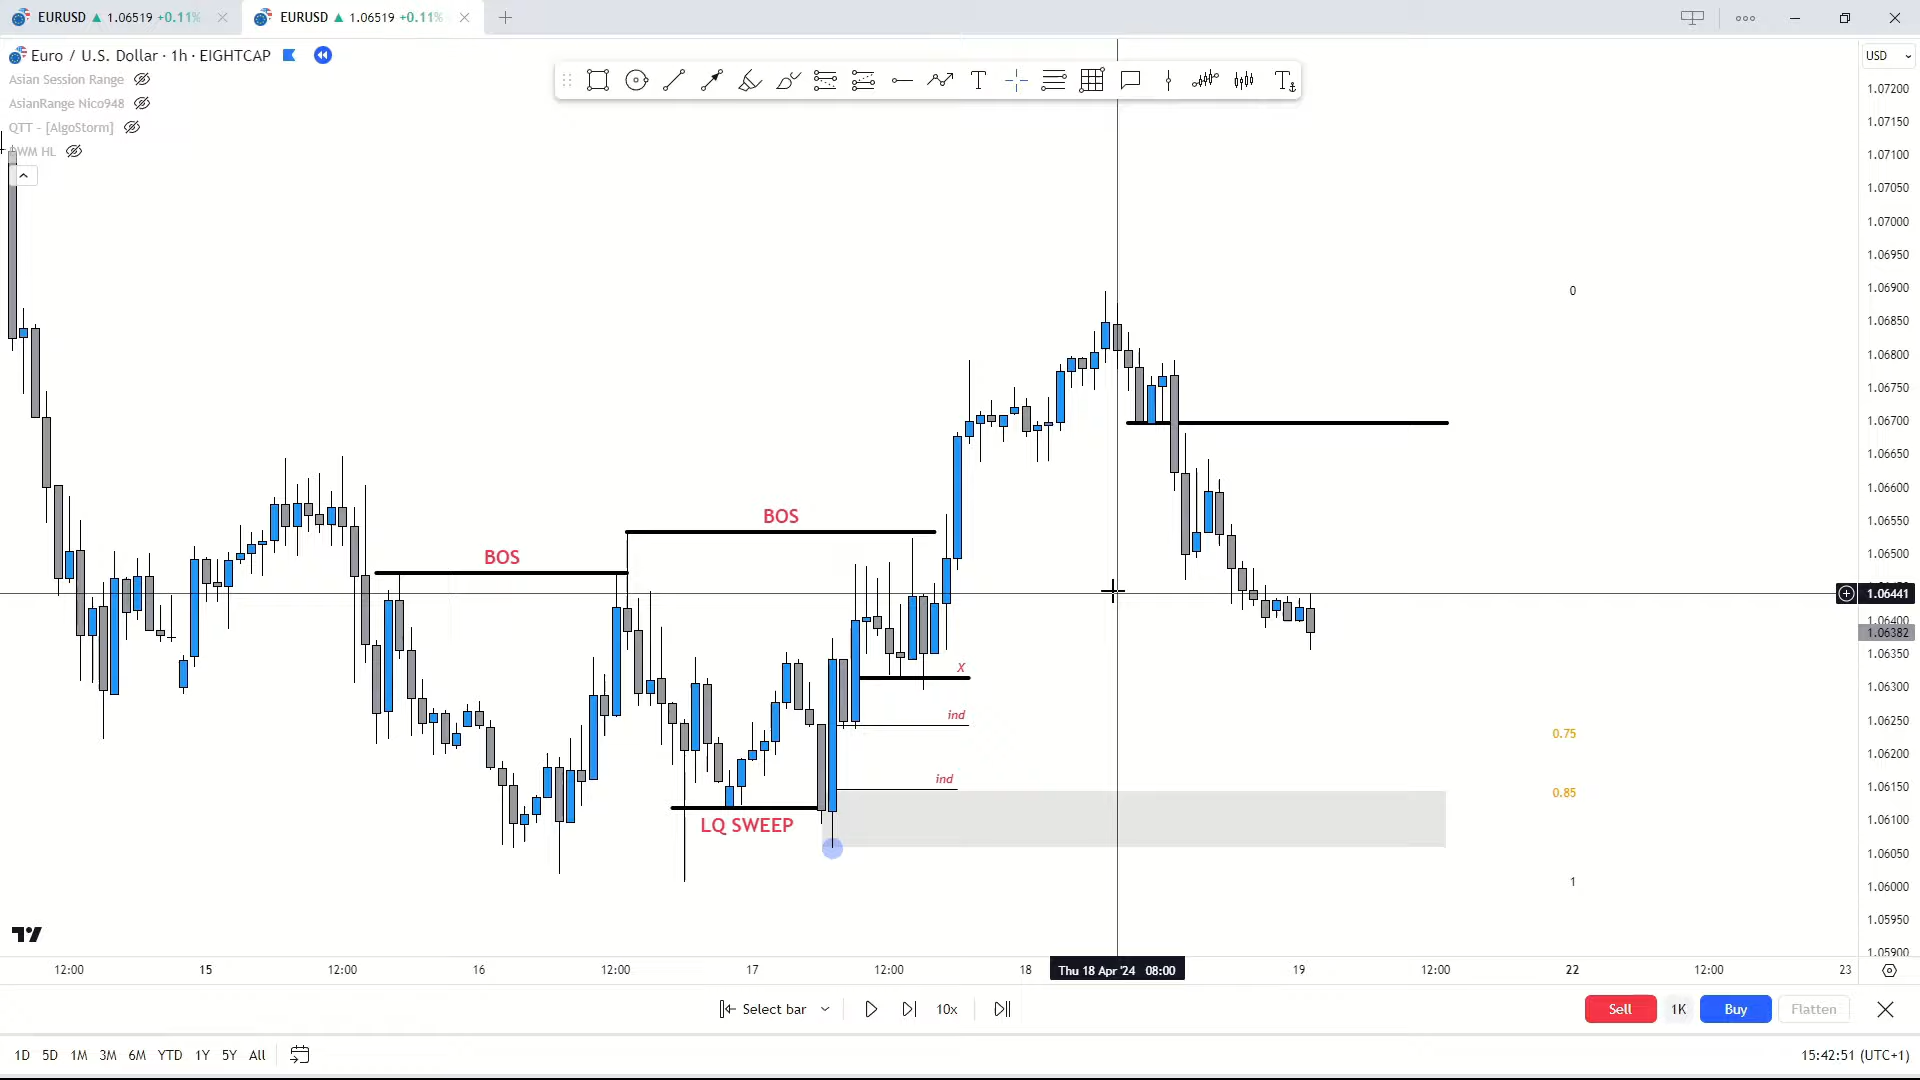 EURUSD ▲ 1.06519 +0.11%
EURUSD ▲ 1.06519 +0.11%
Euro / U.S. Dollar · 1h · EIGHTCAP
USD
Asian Session Range
AsianRange Nico948
QTT - [AlgoStorm]
WM HL
1.07200
1.07150
1.07100
1.07050
1.07000
1.06950
1.06900
1.06850
1.06800
1.06750
1.06700
1.06650
1.06600
1.06550
1.06500
1.06441
1.06400
1.06382
1.06350
1.06300
1.06250
1.06200
1.06150
1.06100
1.06050
1.06000
1.05950
1.05900
0
BOS
BOS
X
ind
0.75
ind
0.85
LQ SWEEP
1
12:00
15
12:00
16
12:00
17
12:00
18
Thu 18 Apr '24 08:00
19
12:00
22
12:00
23
Select bar
10x
Sell
1K
Buy
Flatten
1D 5D 1M 3M 6M YTD 1Y 5Y All
15:42:51 (UTC+1)